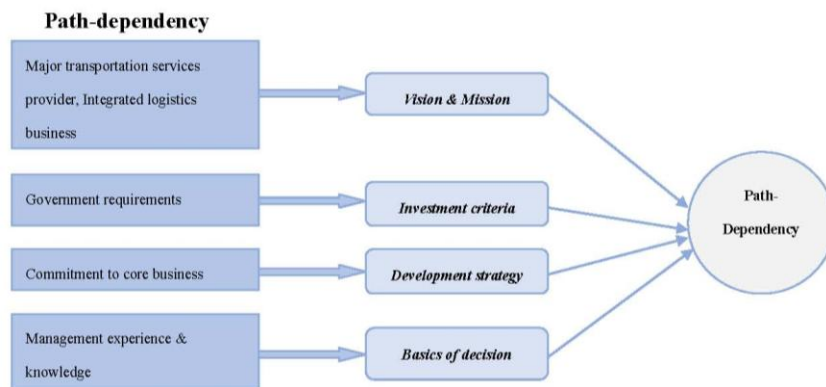 Path-dependency
Major transportation services
provider, Integrated logistics
business
Vision & Mission
Government requirements
Investment criteria
Commitment to core business
Development strategy
Management experience &
knowledge
Basics of decision
Path-
Dependency